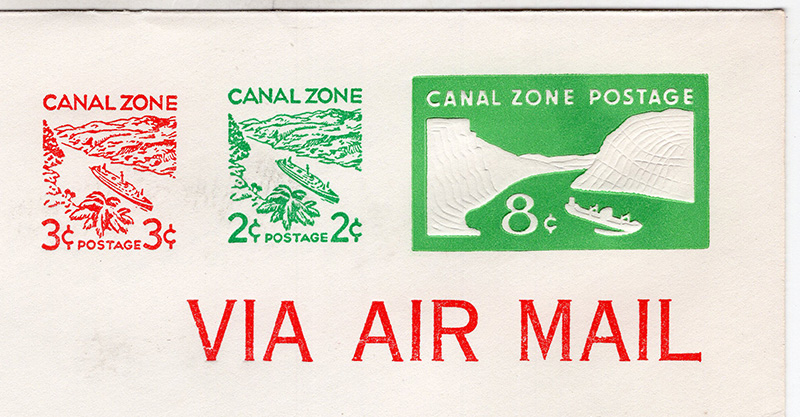 CANAL ZONE
3¢ POSTAGE 3¢
CANAL ZONE
2¢ POSTAGE 2¢
CANAL ZONE POSTAGE
8¢
VIA AIR MAIL